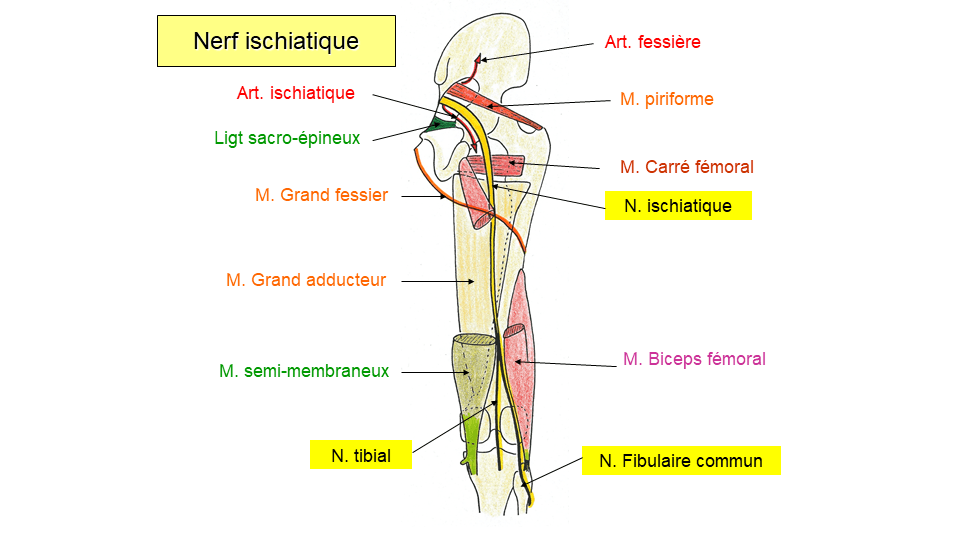 Nerf ischiatique
Art. fessière
Art. ischiatique
M. piriforme
Ligt sacro-épineux
M. Carré fémoral
M. Grand fessier
N. ischiatique
M. Grand adducteur
M. Biceps fémoral
M. semi-membraneux
N. tibial
N. Fibulaire commun